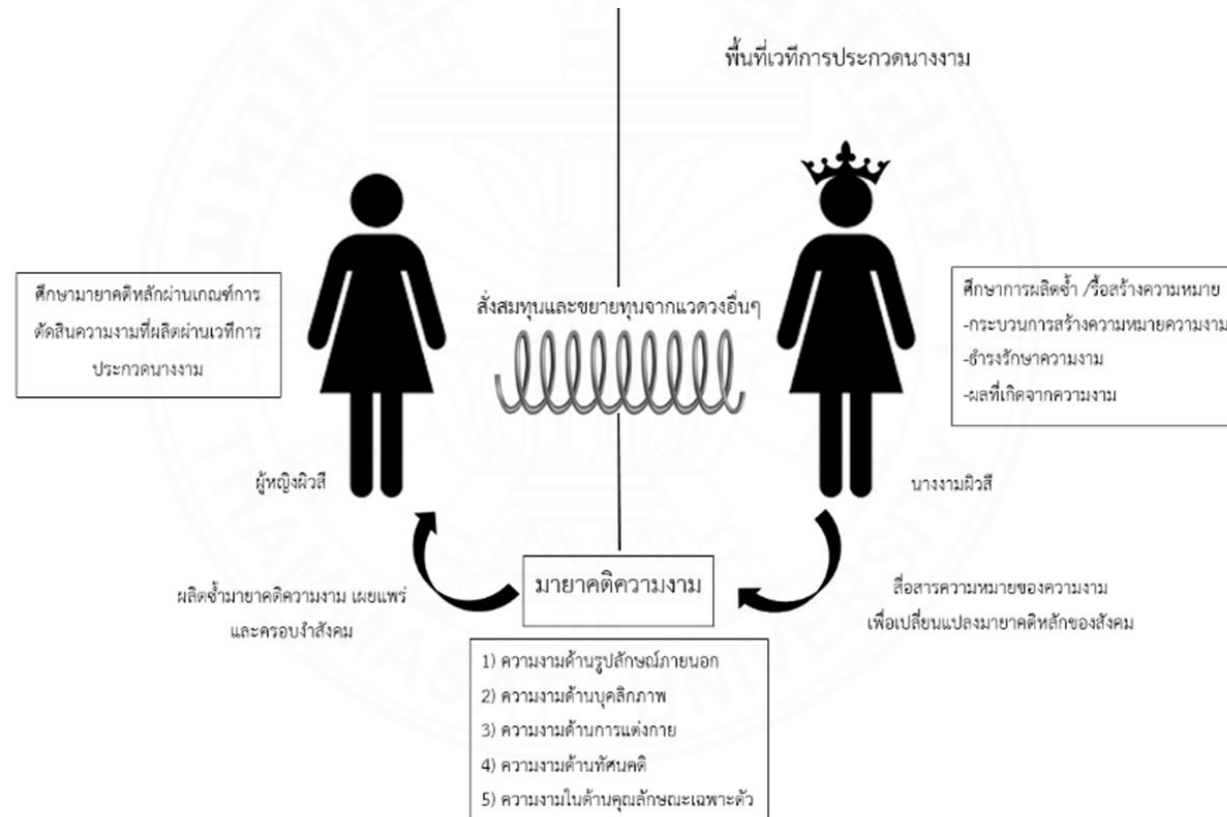 พื้นที่เวทีการประกวดนางงาม
ศึกษามายาคติหลักผ่านเกณฑ์การ
ตัดสินความงามที่ผลิตผ่านเวทีการ
ประกวดนางงาม
สั่งสมทุนและขยายทุนจากแวดวงอื่นๆ
ศึกษาการผลิตซ้ำ /รื้อสร้างความหมาย
-กระบวนการสร้างความหมายความงาม
-ธำรงรักษาความงาม
-ผลที่เกิดจากความงาม
ผู้หญิงผิวสี
นางงามผิวสี
ผลิตซ้ำมายาคติความงาม เผยแพร่
และครอบงำสังคม
มายาคติความงาม
สื่อสารความหมายของความงาม
เพื่อเปลี่ยนแปลงมายาคติหลักของสังคม
1) ความงามด้านรูปลักษณ์ภายนอก
2) ความงามด้านบุคลิกภาพ
3) ความงามด้านการแต่งกาย
4) ความงามด้านทัศนคติ
5) ความงามในด้านคุณลักษณะเฉพาะตัว